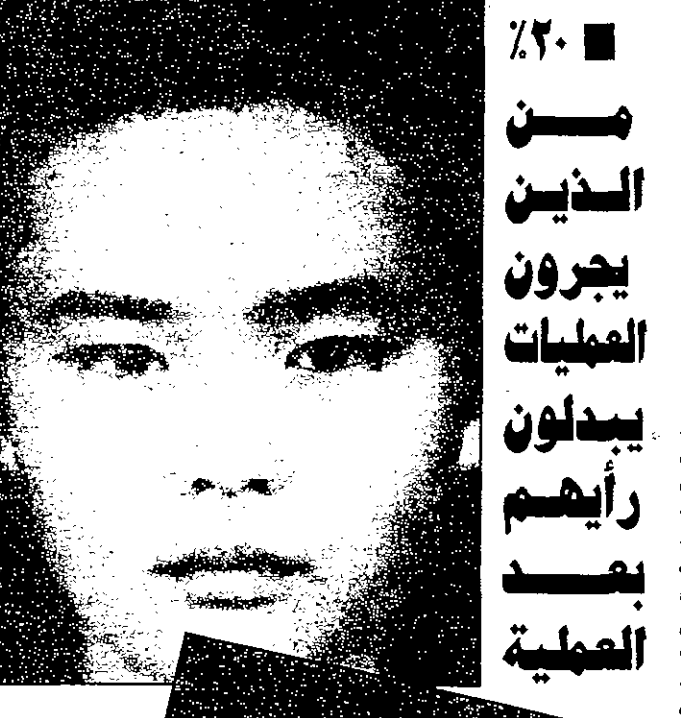 ■ ٢٠٪
من
الذين
يجرون
العمليات
يبدلون
رأيهم
بعد
العملية